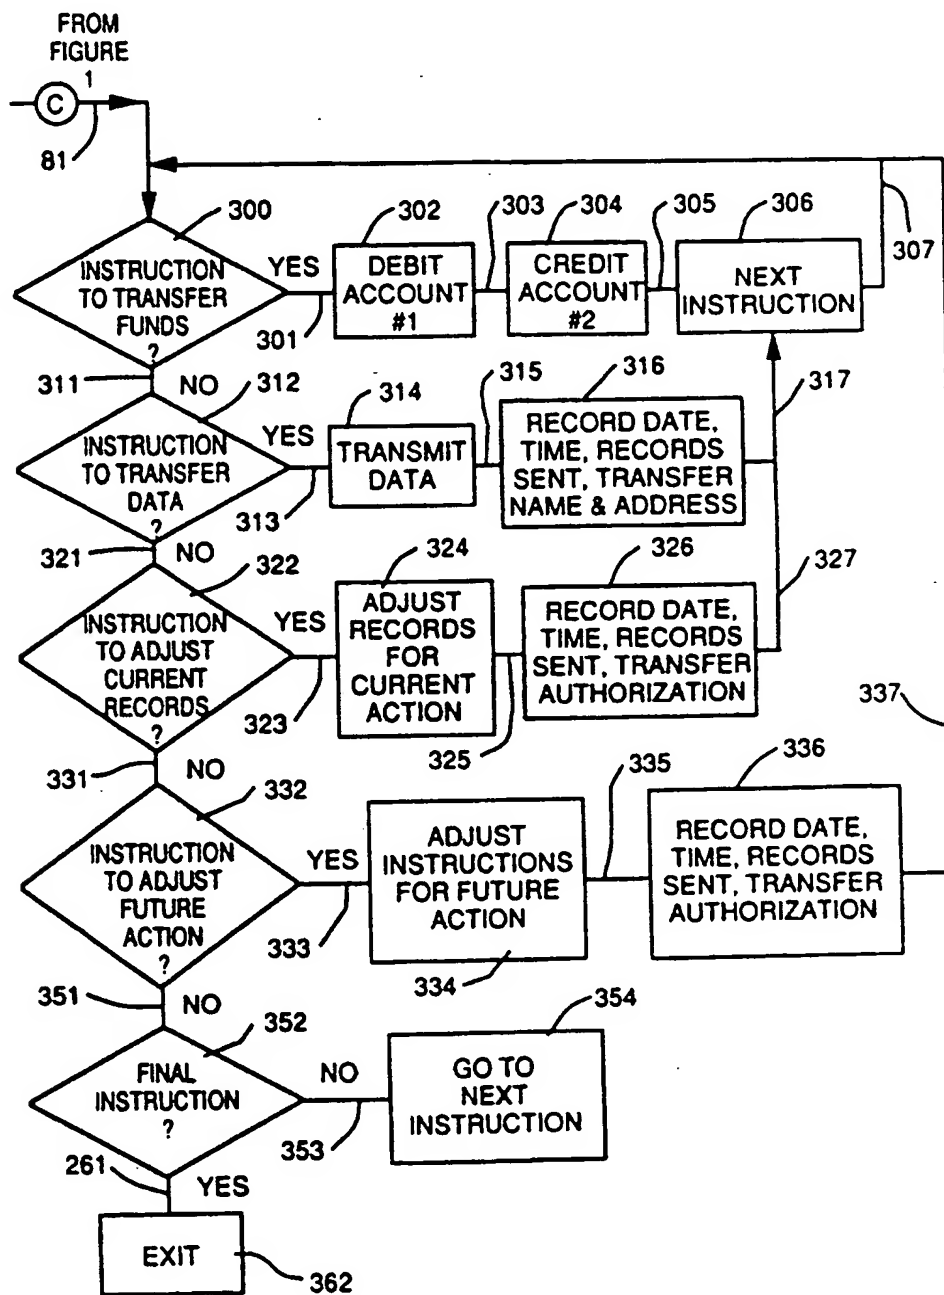 FROM
FIGURE
1
C
81
300
302
303
304
305
306
307
INSTRUCTION
TO TRANSFER
FUNDS
?
YES
301
DEBIT
ACCOUNT
#1
CREDIT
ACCOUNT
#2
NEXT
INSTRUCTION
311
NO
312
314
315
316
317
INSTRUCTION
TO TRANSFER
DATA
?
YES
313
TRANSMIT
DATA
RECORD DATE,
TIME, RECORDS
SENT, TRANSFER
NAME & ADDRESS
321
NO
322
324
326
327
INSTRUCTION
TO ADJUST
CURRENT
RECORDS
?
YES
323
ADJUST
RECORDS
FOR
CURRENT
ACTION
325
RECORD DATE,
TIME, RECORDS
SENT, TRANSFER
AUTHORIZATION
337
331
NO
332
335
336
INSTRUCTION
TO ADJUST
FUTURE
ACTION
?
YES
333
ADJUST
INSTRUCTIONS
FOR FUTURE
ACTION
334
RECORD DATE,
TIME, RECORDS
SENT, TRANSFER
AUTHORIZATION
351
NO
352
354
FINAL
INSTRUCTION
?
NO
353
GO TO
NEXT
INSTRUCTION
261
YES
EXIT
362